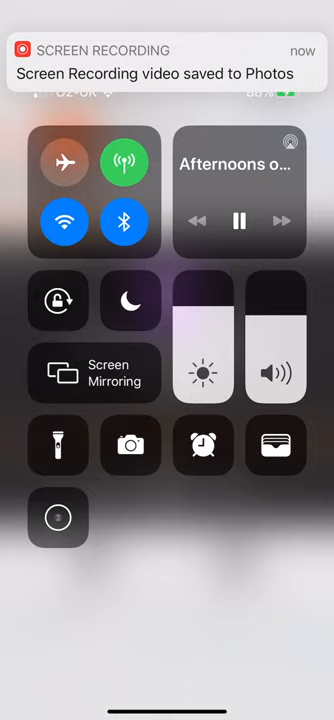 SCREEN RECORDING now
Screen Recording video saved to Photos
Afternoons o...
Screen
Mirroring